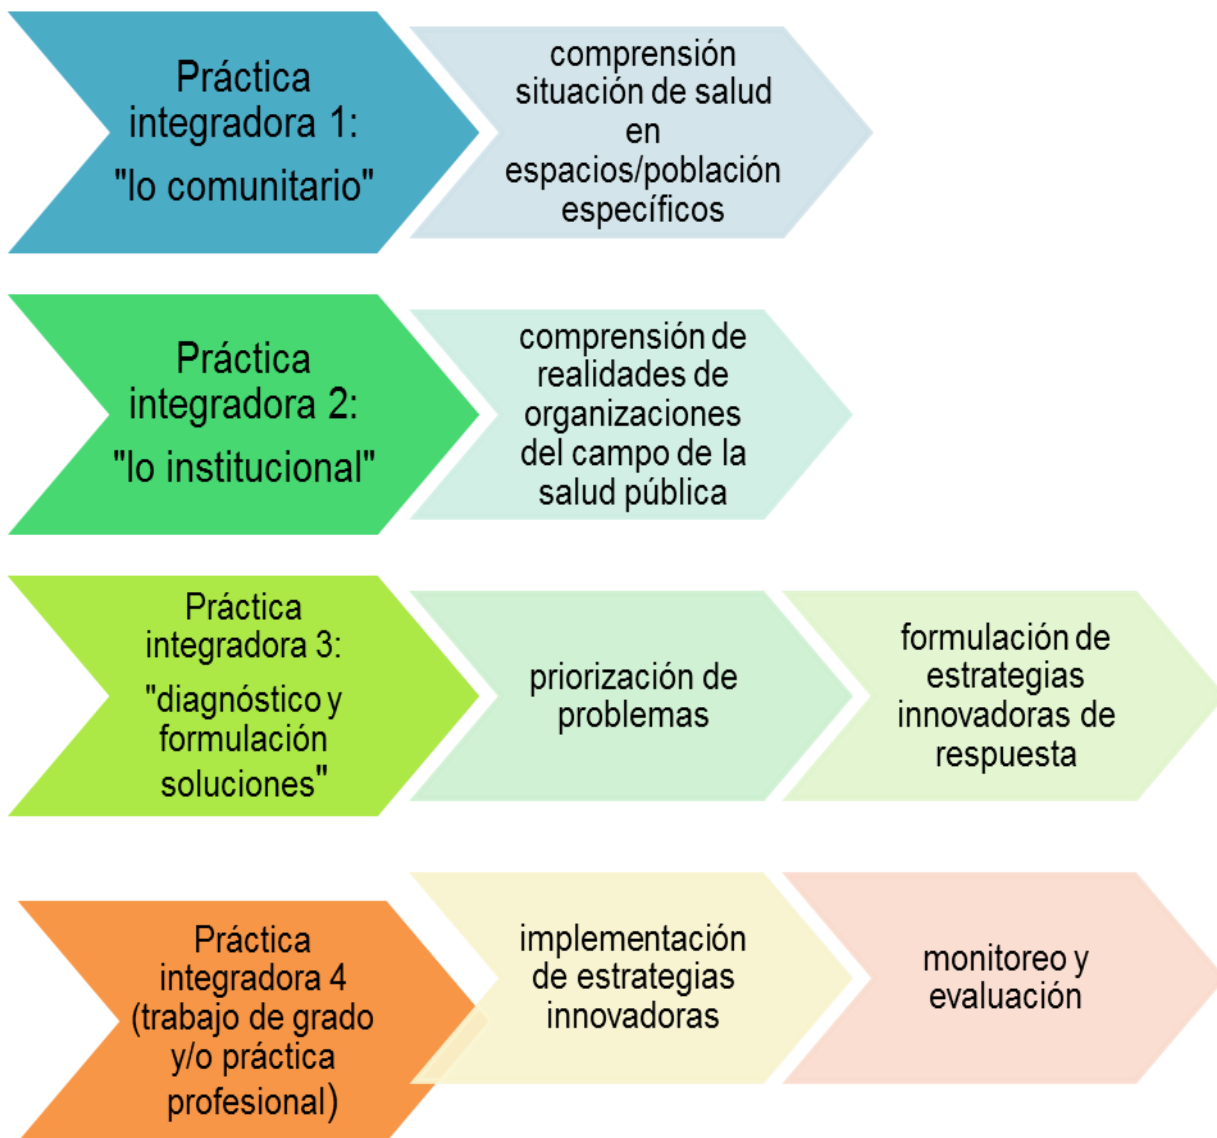 Práctica
integradora 1:
"lo comunitario"
comprensión
situación de salud
en
espacios/población
específicos
Práctica
integradora 2:
"lo institucional"
comprensión de
realidades de
organizaciones
del campo de la
salud pública
Práctica
integradora 3:
"diagnóstico y
formulación
soluciones"
priorización de
problemas
formulación de
estrategias
innovadoras de
respuesta
Práctica
integradora 4
(trabajo de grado
y/o práctica
profesional)
implementación
de estrategias
innovadoras
monitoreo y
evaluación